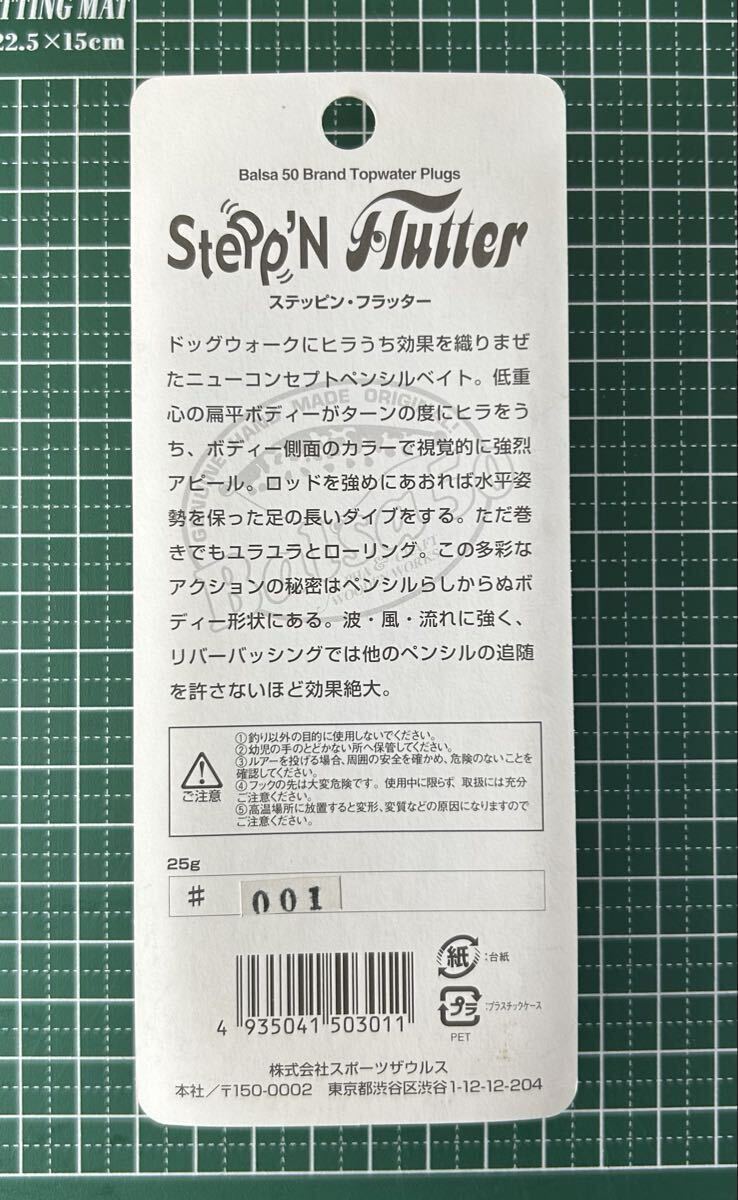 TTING MAT
22.5×15cm
Balsa 50 Brand Topwater Plugs
StePp'N Flutter
ステッピン・フラッター
ドッグウォークにヒラうち効果を織りまぜ
たニューコンセプトペンシルベイト。低重
心の扁平ボディーがターンの度にヒラをう
ち、ボディー側面のカラーで視覚的に強烈
アピール。ロッドを強めにあおれば水平姿
勢を保った足の長いダイブをする。ただ巻
きでもユラユラとローリング。この多彩な
アクションの秘密はペンシルらしからぬボ
ディー形状にある。波・風・流れに強く、
リバーバッシングでは他のペンシルの追随
を許さないほど効果絶大。
GENUINE HAND MADE ORIGINAL!
Balsa50
ご注意
①釣り以外の目的に使用しないでください。
②幼児の手のとどかない所へ保管してください。
③ルアーを投げる場合、周囲の安全を確かめ、危険のないことを
確認してください。
④フックの先は大変危険です。使用中に限らず、取扱には充分
ご注意ください。
⑤高温場所に放置すると変形、変質などの原因になりますので
ご注意ください。
25g
# 001
4 935041 503011
紙 :台紙
プラ :プラスチックケース
PET
株式会社スポーツザウルス
本社/〒150-0002 東京都渋谷区渋谷1-12-12-204